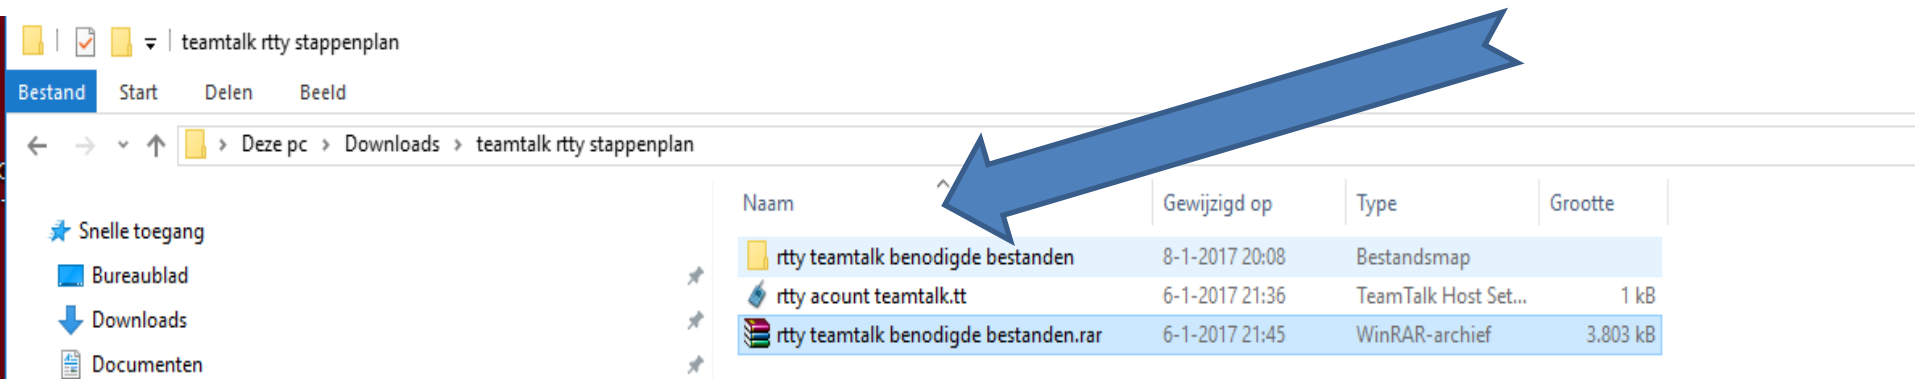 teamtalk rtty stappenplan
Bestand Start Delen Beeld
Deze pc › Downloads › teamtalk rtty stappenplan
Naam Gewijzigd op Type Grootte
Snelle toegang
rtty teamtalk benodigde bestanden 8-1-2017 20:08 Bestandsmap
Bureaublad
rtty acount teamtalk.tt 6-1-2017 21:36 TeamTalk Host Set... 1 kB
Downloads
rtty teamtalk benodigde bestanden.rar 6-1-2017 21:45 WinRAR-archief 3.803 kB
Documenten